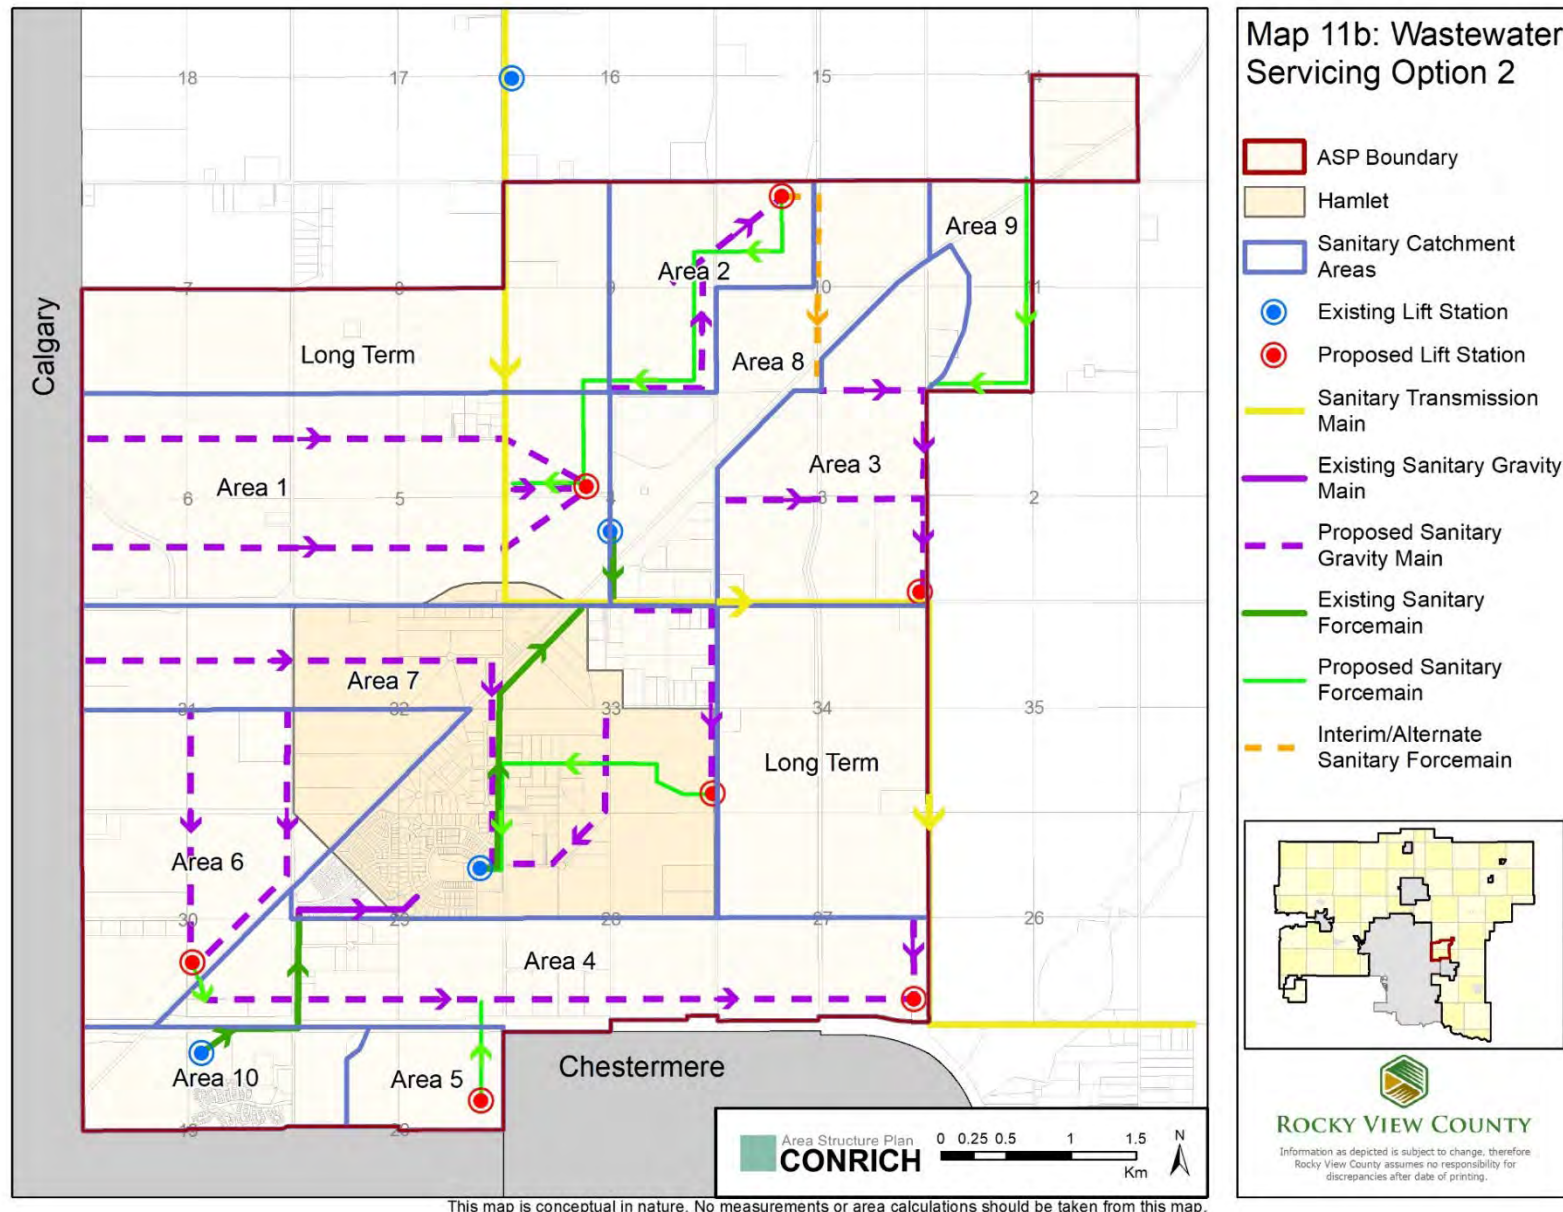 Map 11b: Wastewater
Servicing Option 2
ASP Boundary
Hamlet
Sanitary Catchment
Areas
Existing Lift Station
Proposed Lift Station
Sanitary Transmission
Main
Existing Sanitary Gravity
Main
Proposed Sanitary
Gravity Main
Existing Sanitary
Forcemain
Proposed Sanitary
Forcemain
Interim/Alternate
Sanitary Forcemain
ROCKY VIEW COUNTY
Information as depicted is subject to change, therefore
Rocky View County assumes no responsibility for
discrepancies after date of printing.
18 17 16 15 14
Area 9
Area 2
7 8 9 10 11
Calgary
Long Term
Area 8
Area 3
Area 1
6 5 4 3 2
Area 7
31 32 33 34 35
Long Term
Area 6
30 29 28 27 26
Area 4
Chestermere
Area 10
Area 5
19 20
Area Structure Plan
CONRICH
0 0.25 0.5 1 1.5
Km
N
This map is conceptual in nature. No measurements or area calculations should be taken from this map.